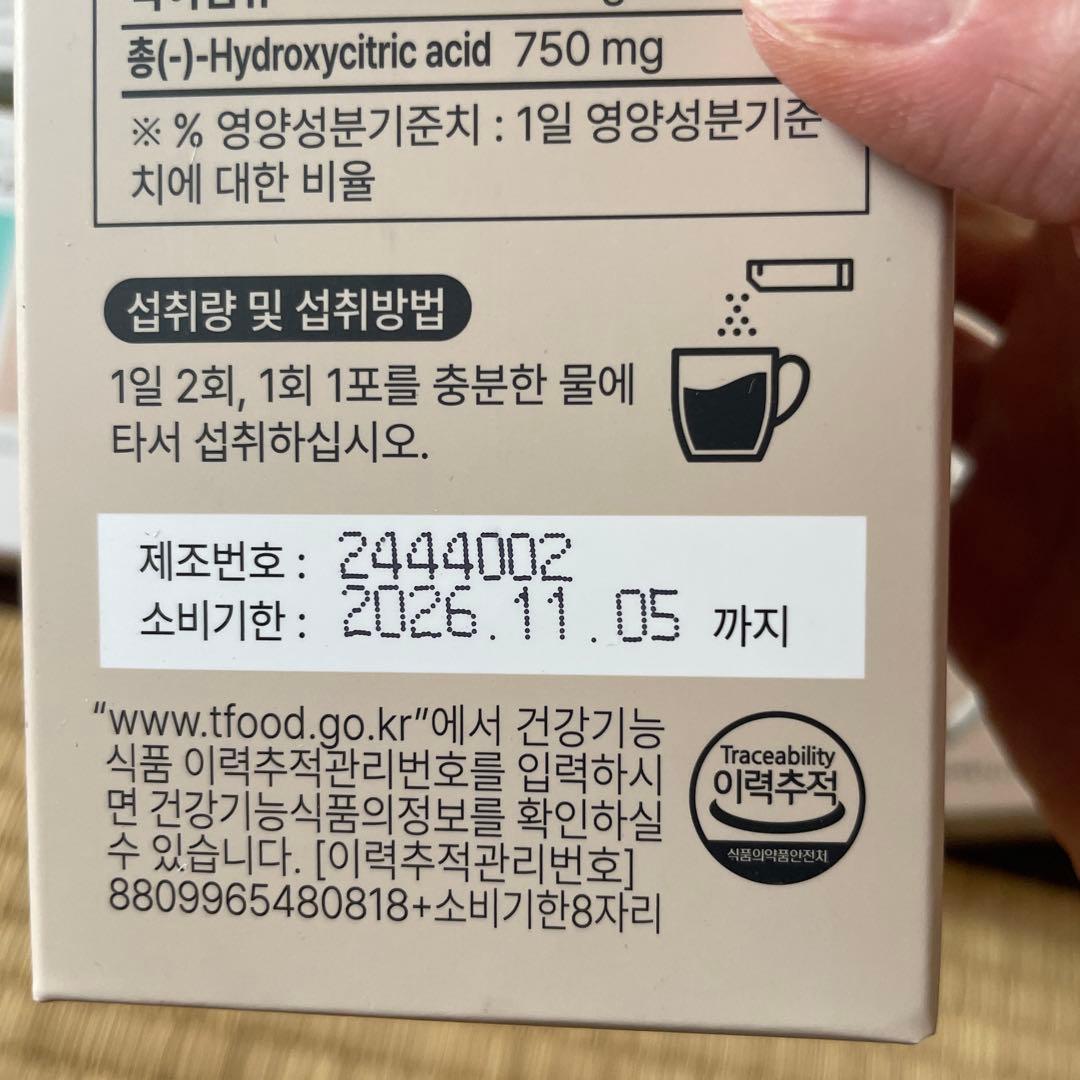 총(-)-Hydroxycitric acid 750 mg
※ % 영양성분기준치 : 1일 영양성분기준
치에 대한 비율
섭취량 및 섭취방법
1일 2회, 1회 1포를 충분한 물에
타서 섭취하십시오.
제조번호 : 2444002
소비기한 : 2026.11.05 까지
“www.tfood.go.kr”에서 건강기능
식품 이력추적관리번호를 입력하시
면 건강기능식품의정보를 확인하실
수 있습니다. [이력추적관리번호]
8809965480818+소비기한8자리
Traceability
이력추적
식품의약품안전처